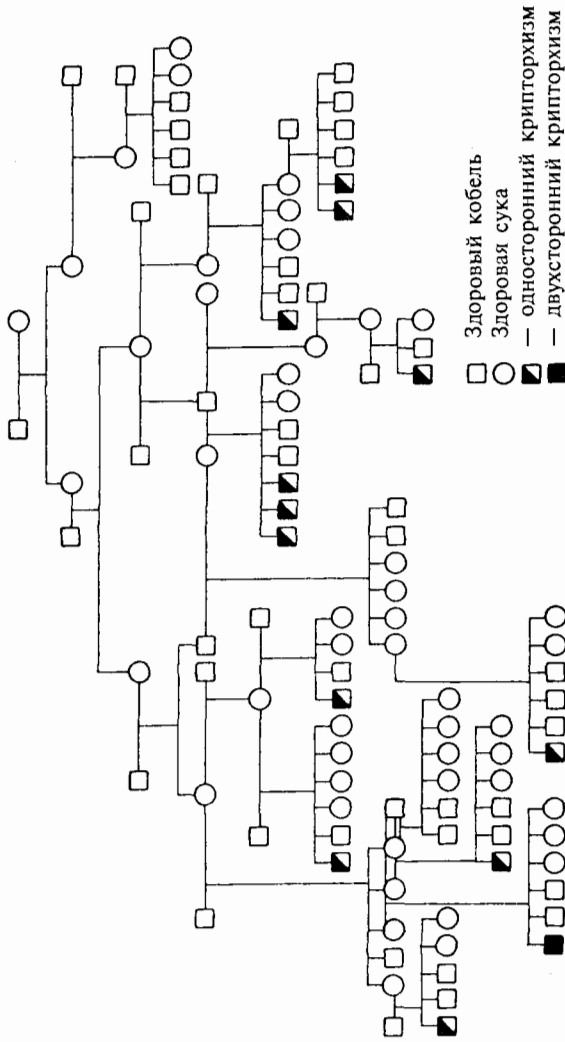 Здоровый кобель
Здоровая сука
— односторонний крипторхизм
— двухсторонний крипторхизм